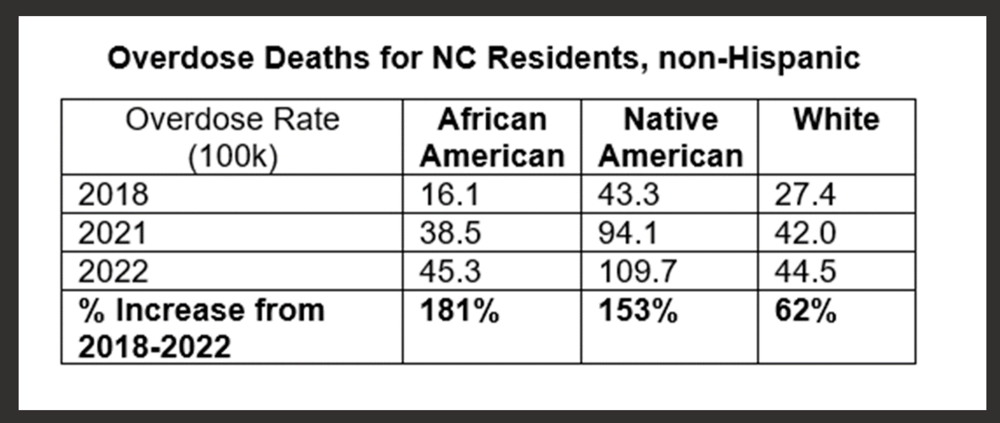 Overdose Deaths for NC Residents, non-Hispanic
Overdose Rate (100k) African American Native American White
2018 16.1 43.3 27.4
2021 38.5 94.1 42.0
2022 45.3 109.7 44.5
% Increase from 2018-2022 181% 153% 62%